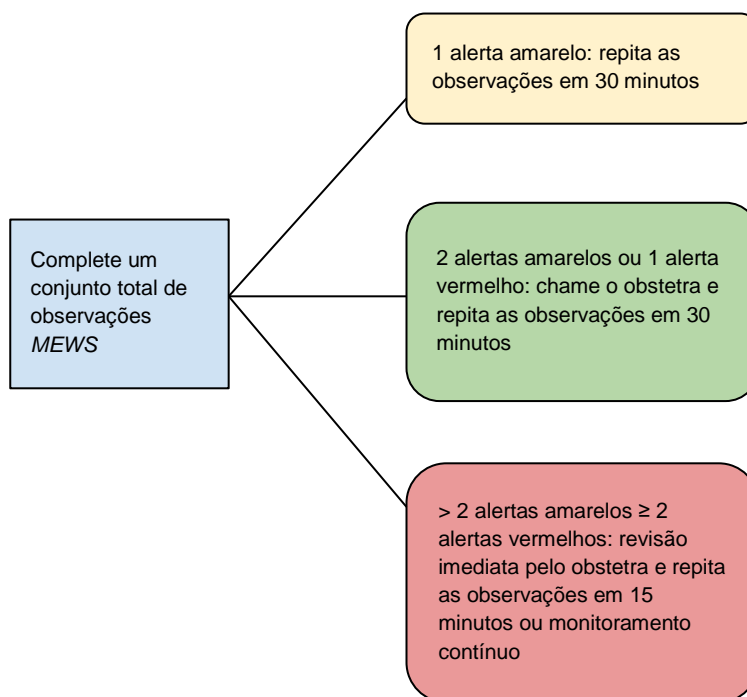 1 alerta amarelo: repita as
observações em 30 minutos
Complete um
conjunto total de
observações
MEWS
2 alertas amarelos ou 1 alerta
vermelho: chame o obstetra e
repita as observações em 30
minutos
> 2 alertas amarelos ≥ 2
alertas vermelhos: revisão
imediata pelo obstetra e repita
as observações em 15
minutos ou monitoramento
contínuo